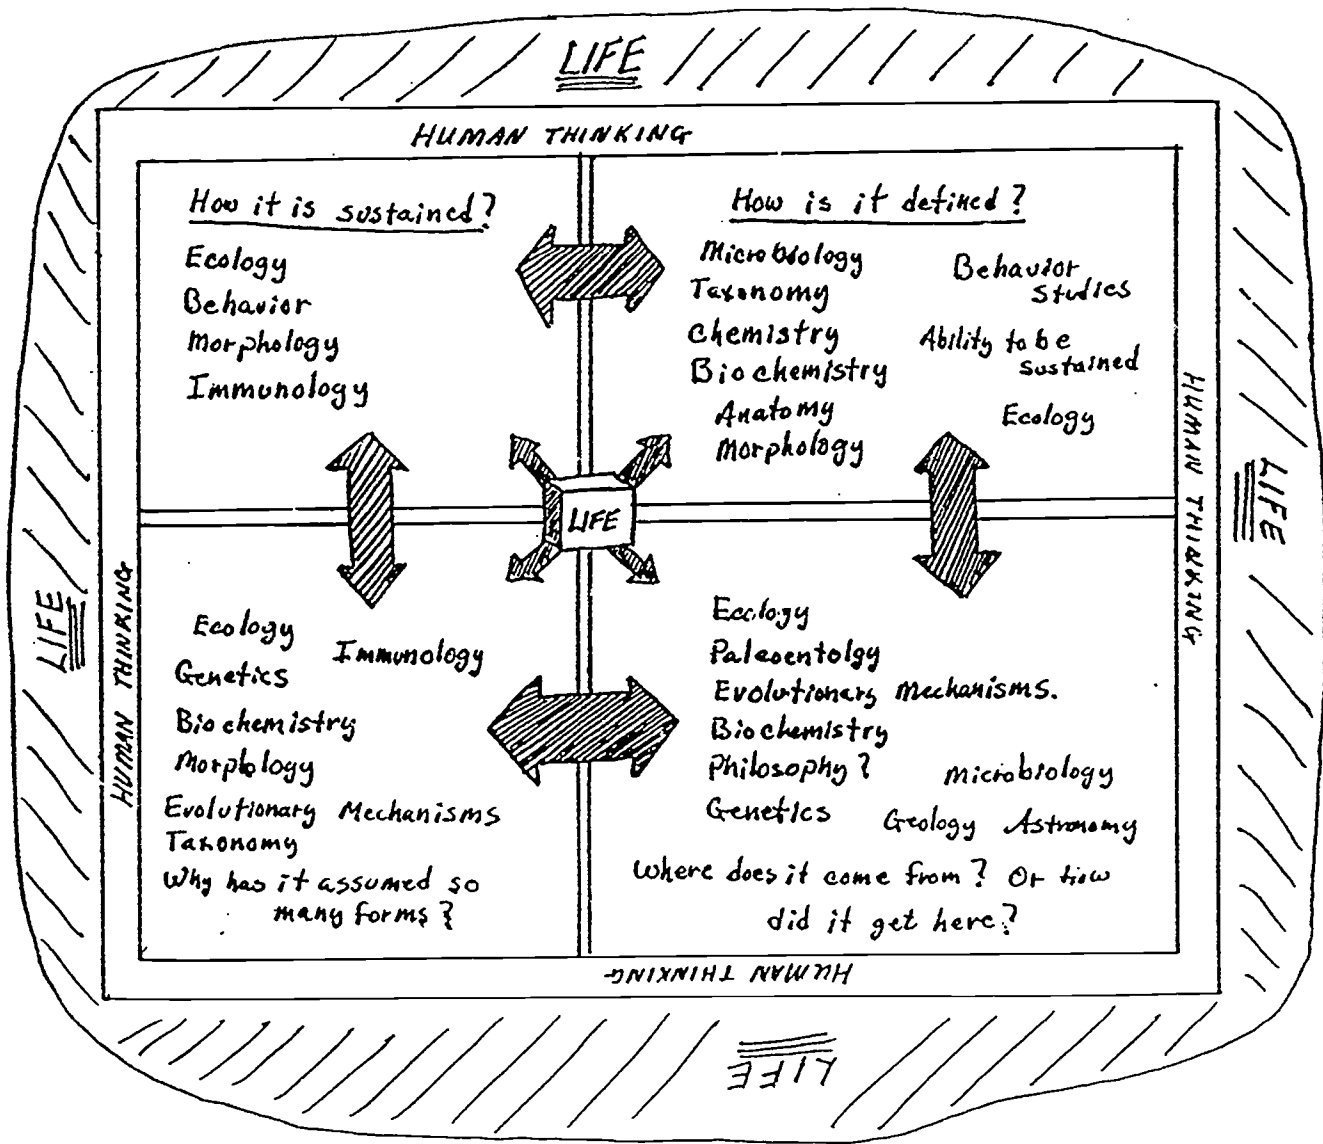 LIFE
HUMAN THINKING
How it is sustained?
Ecology
Behavior
Morphology
Immunology
How is it defined?
Microbiology
Taxonomy
Chemistry
Biochemistry
Anatomy
Morphology
Behavior
Studies
Ability to be
sustained
Ecology
HUMAN THINKING
LIFE
LIFE
LIFE
HUMAN THINKING
Ecology
Immunology
Genetics
Biochemistry
Morphology
Evolutionary Mechanisms
Taxonomy
Why has it assumed so
many forms?
Ecology
Paleoentolgy
Evolutionary Mechanisms.
Biochemistry
Philosophy?
Microbiology
Genetics
Geology Astronomy
Where does it come from? Or how
did it get here?
HUMAN THINKING
LIFE